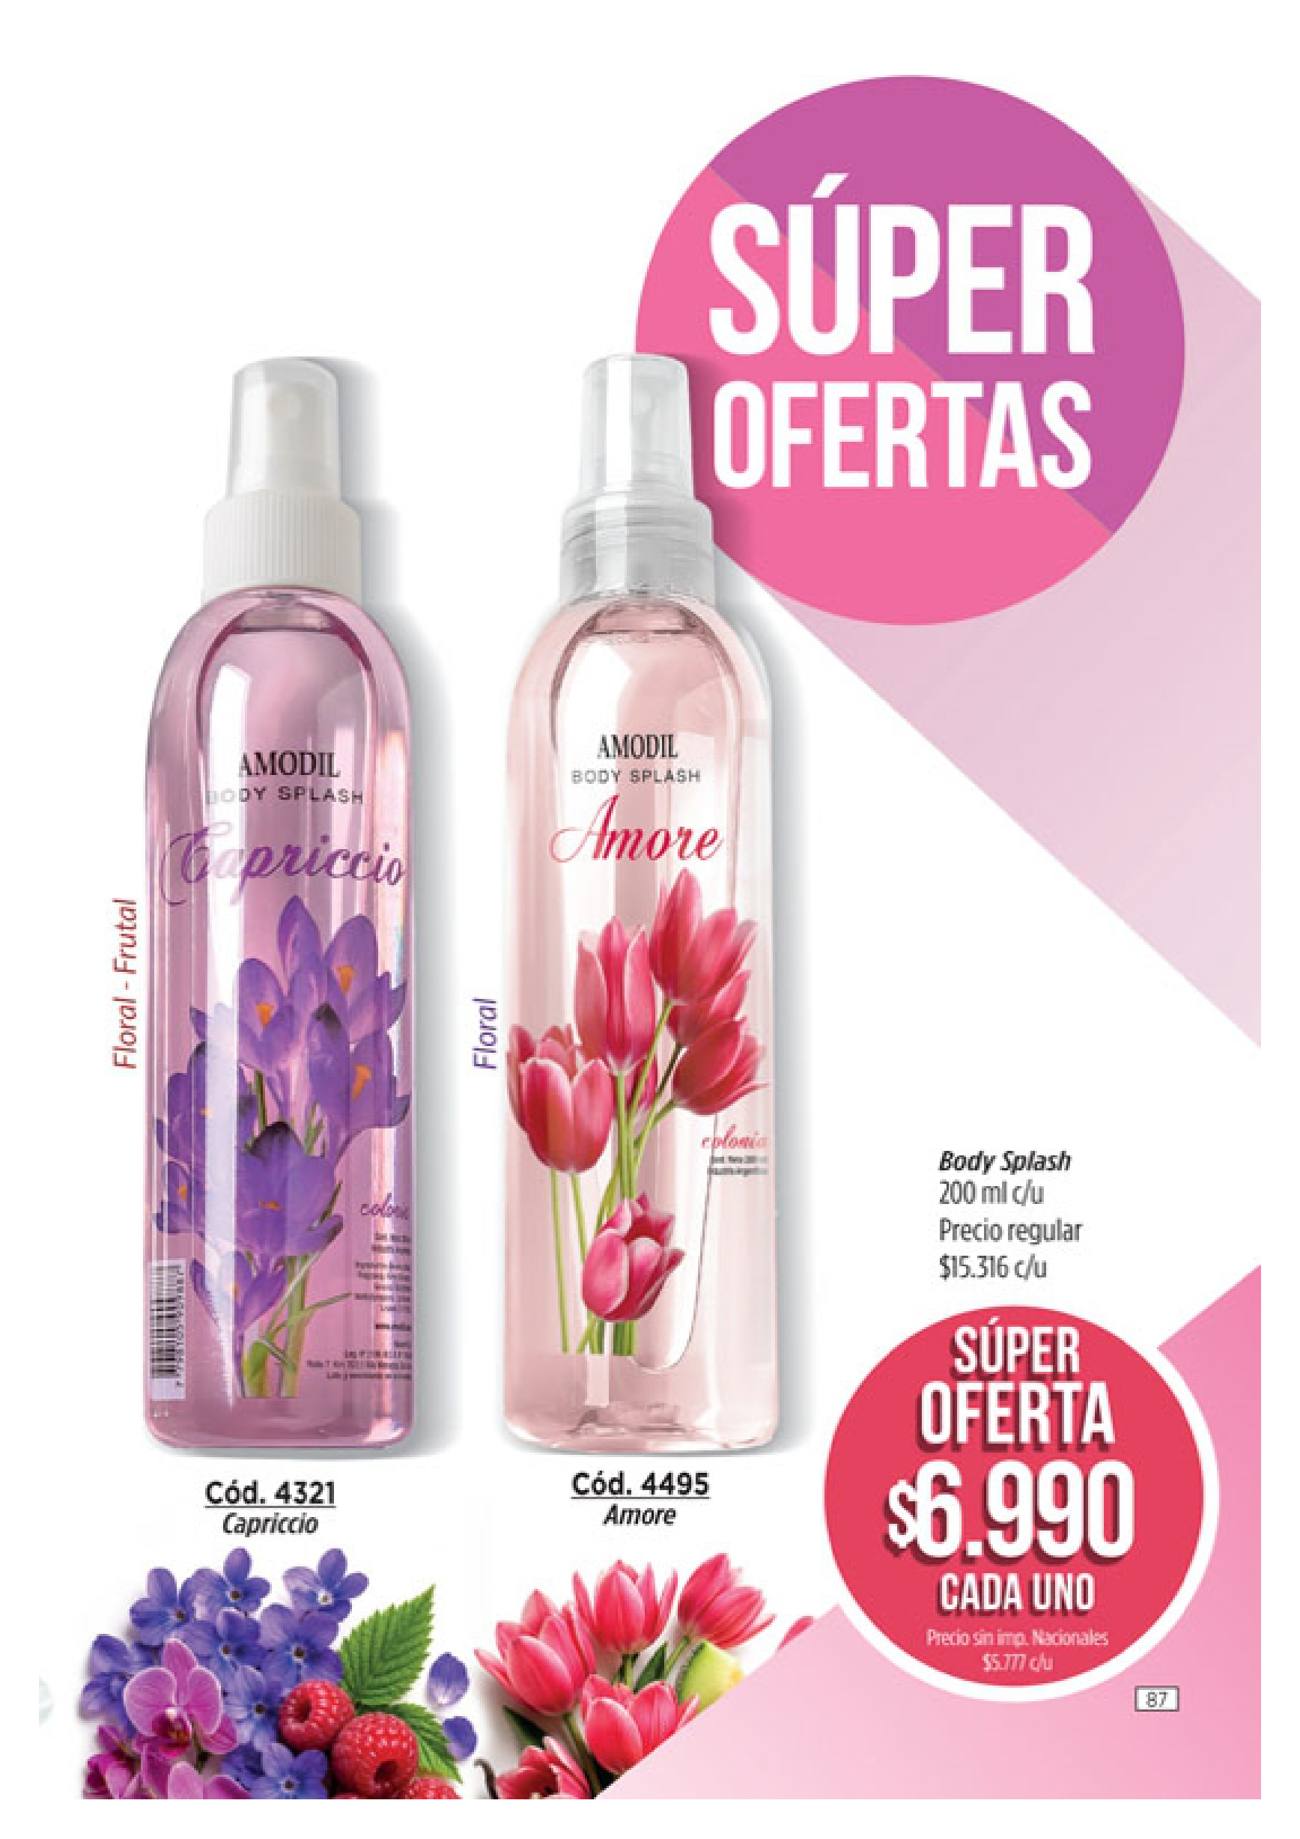 SÚPER
OFERTAS
AMODIL
BODY SPLASH
Capriccio
colonia
Floral - Frutal
AMODIL
BODY SPLASH
Amore
colonia
Floral
Cód. 4321
Capriccio
Cód. 4495
Amore
Body Splash
200 ml c/u
Precio regular
$15.316 c/u
SÚPER
OFERTA
$6.990
CADA UNO
Precio sin imp. Nacionales
$5.777 c/u
87